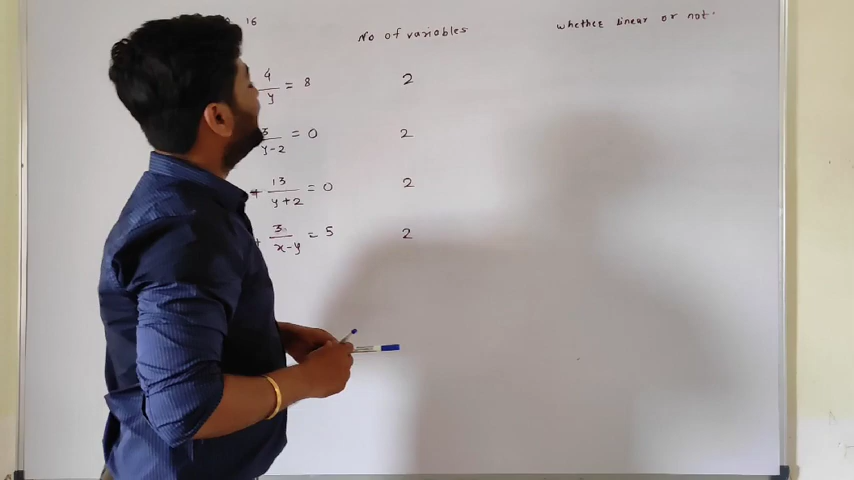 16 No of variables whether linear or not.
4/y = 8 2
3/y-2 = 0 2
+ 13/y+2 = 0 2
+ 3/x-y = 5 2